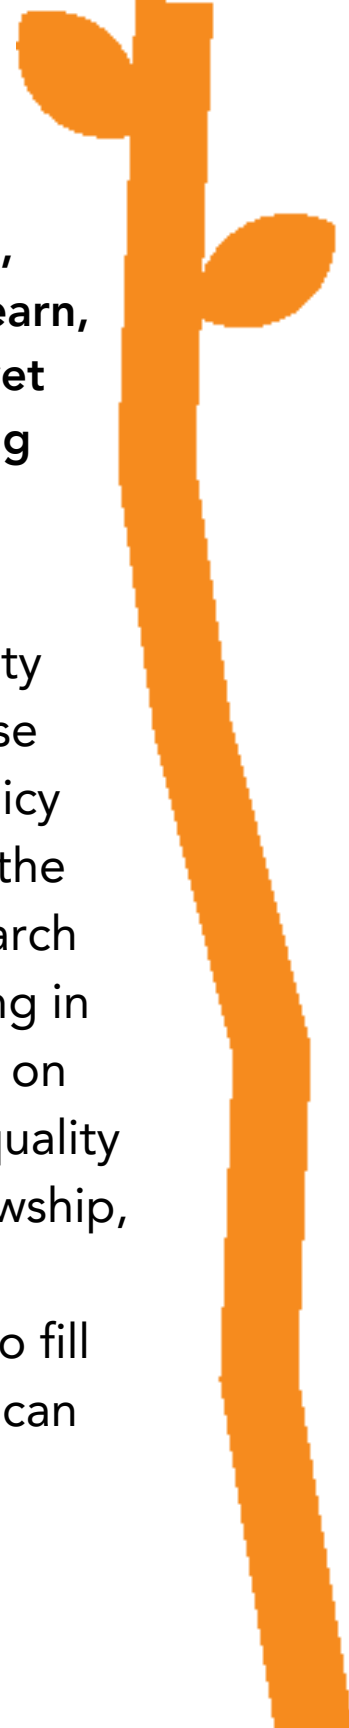 ,
earn,
et
g
ty
se
icy
the
arch
ng in
on
quality
wship,
o fill
can